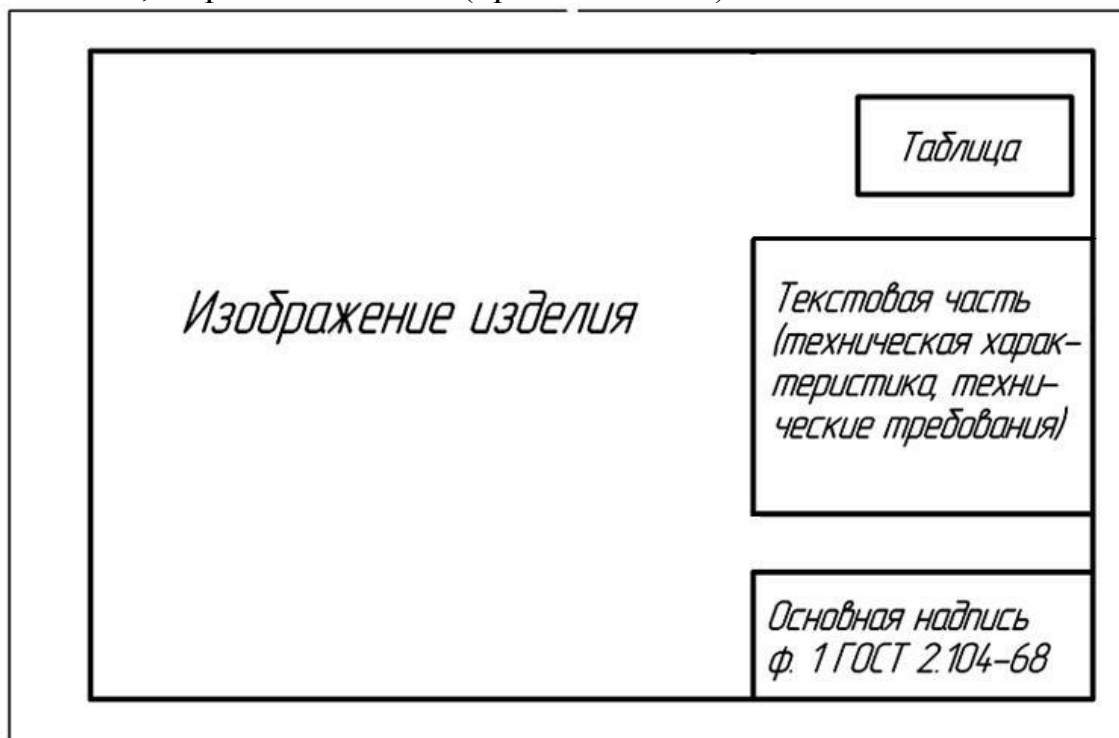 Таблица
Изображение изделия
Текстовая часть
(техническая харак-
теристика, техни-
ческие требования)
Основная надпись
ф. 1 ГОСТ 2.104-68